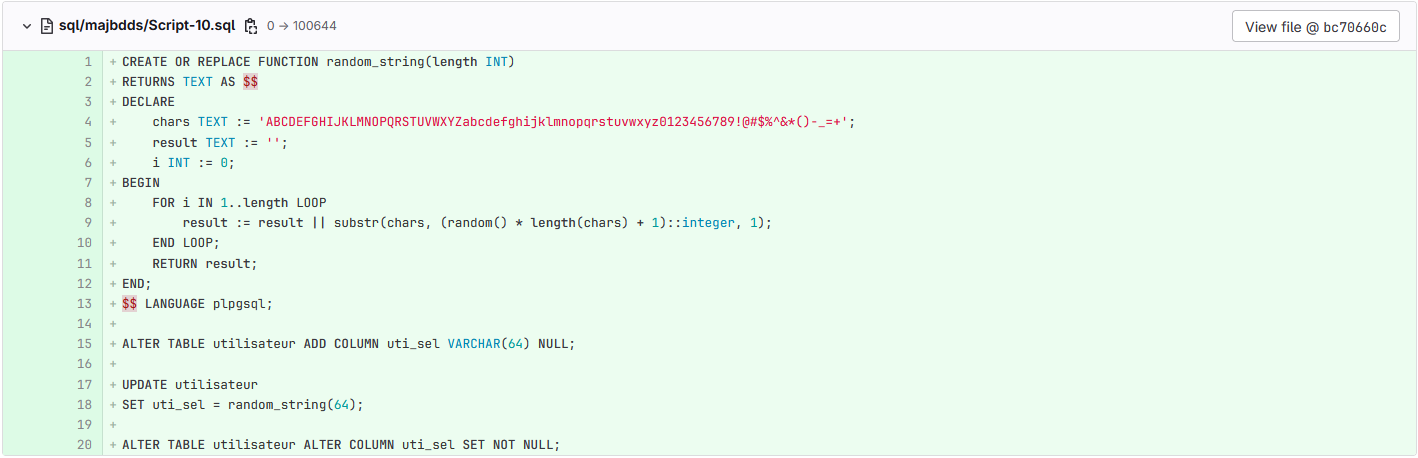 sql/majbdds/Script-10.sql 0 → 100644 View file @ bc70660c
1 + CREATE OR REPLACE FUNCTION random_string(length INT)
2 + RETURNS TEXT AS $$
3 + DECLARE
4 +     chars TEXT := 'ABCDEFGHIJKLMNOPQRSTUVWXYZabcdefghijklmnopqrstuvwxyz0123456789!@#$%^&*()-_=+';
5 +     result TEXT := '';
6 +     i INT := 0;
7 + BEGIN
8 +     FOR i IN 1..length LOOP
9 +         result := result || substr(chars, (random() * length(chars) + 1)::integer, 1);
10 +     END LOOP;
11 +     RETURN result;
12 + END;
13 + $$ LANGUAGE plpgsql;
14 +
15 + ALTER TABLE utilisateur ADD COLUMN uti_sel VARCHAR(64) NULL;
16 +
17 + UPDATE utilisateur
18 + SET uti_sel = random_string(64);
19 +
20 + ALTER TABLE utilisateur ALTER COLUMN uti_sel SET NOT NULL;